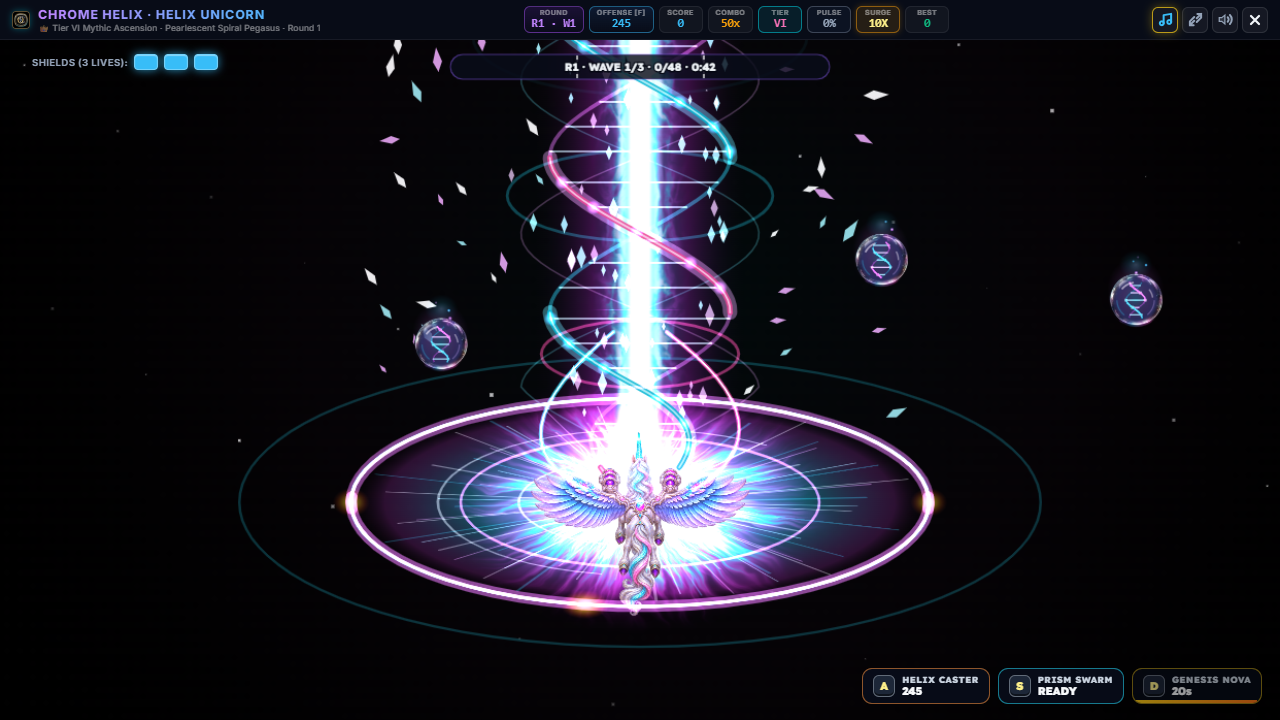 CHROME HELIX · HELIX UNICORN
Tier VI Mythic Ascension · Pearlescent Spiral Pegasus · Round 1
ROUND
R1 · W1
OFFENSE [F]
245
SCORE
0
COMBO
50x
TIER
VI
PULSE
0%
SURGE
10X
BEST
0
SHIELDS (3 LIVES):
R1 · WAVE 1/3 · 0/48 · 0:42
A
HELIX CASTER
245
S
PRISM SWARM
READY
D
GENESIS NOVA
20s